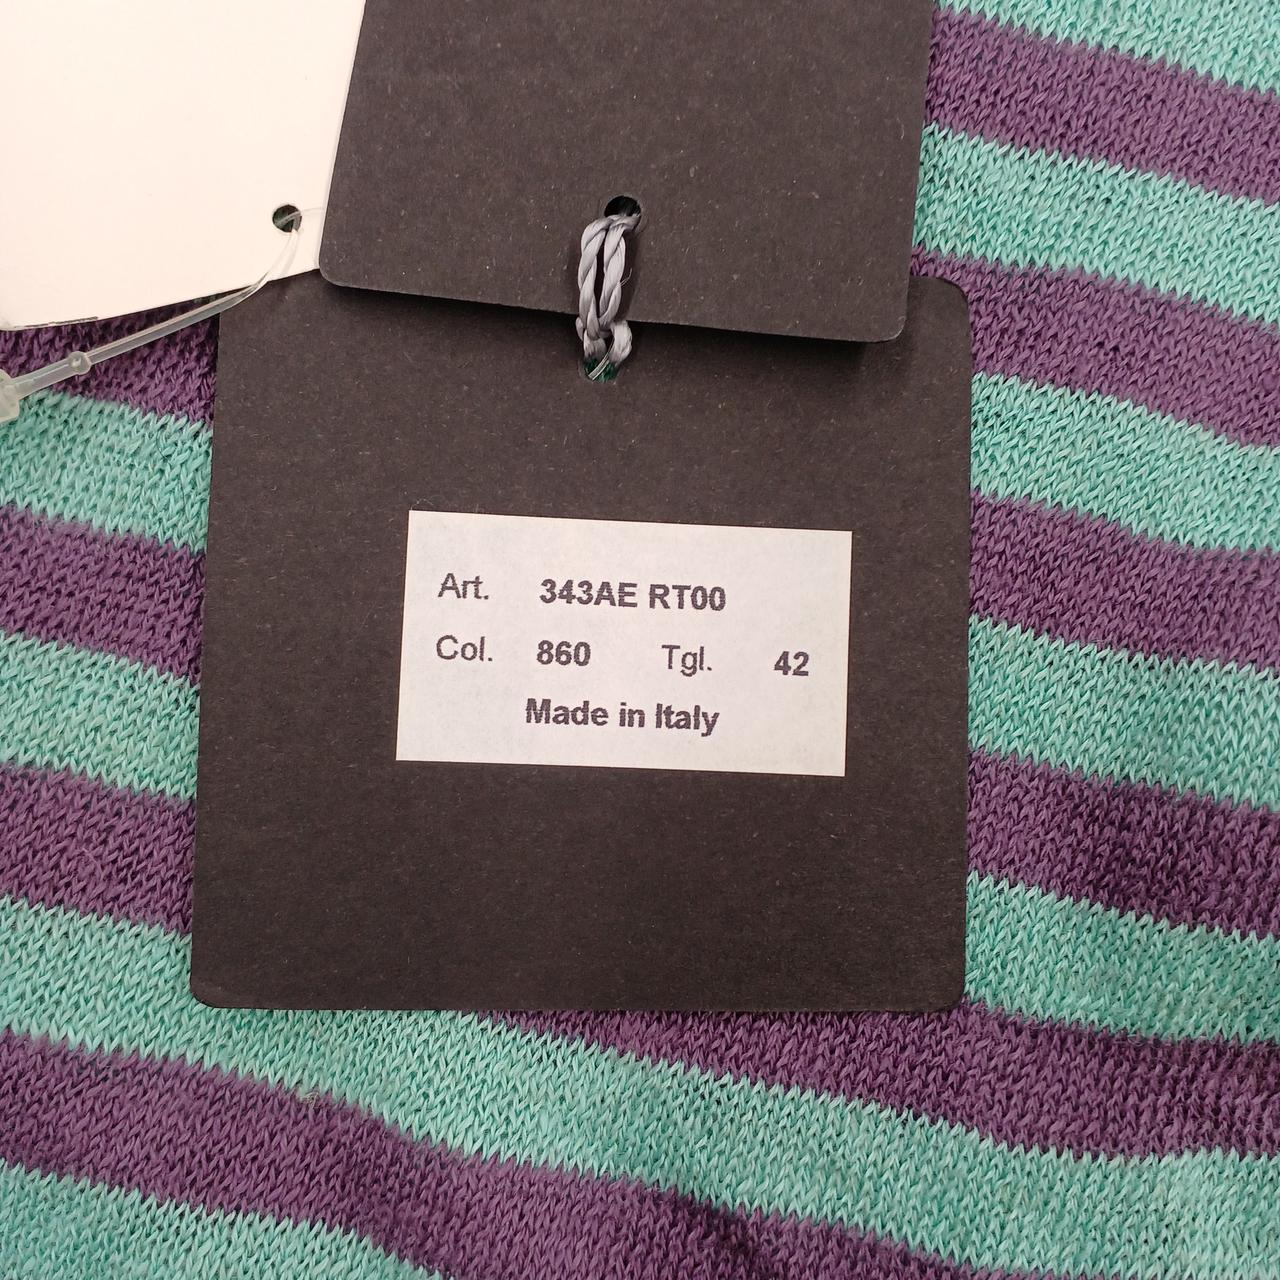 Art. 343AE RT00
Col. 860 Tgl. 42
Made in Italy